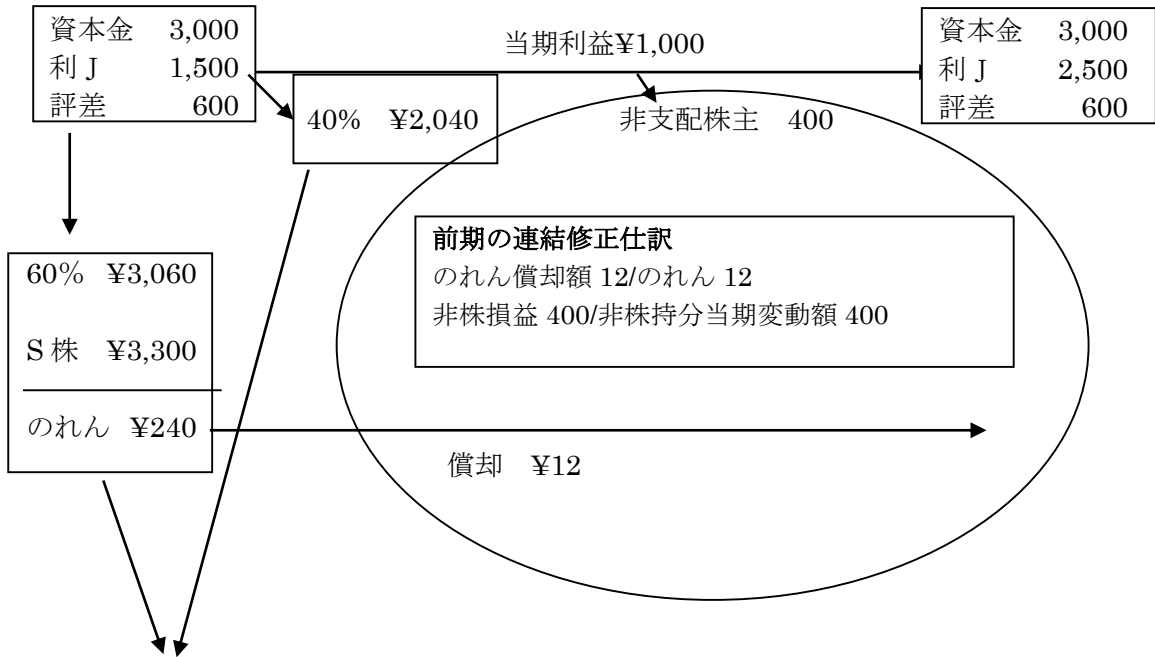 資本金 3,000
利J 1,500
評差 600
当期利益¥1,000
資本金 3,000
利J 2,500
評差 600
40% ¥2,040
非支配株主 400
前期の連結修正仕訳
のれん償却額 12/のれん 12
非株損益 400/非株持分当期変動額 400
60% ¥3,060
S株 ¥3,300
のれん ¥240
償却 ¥12